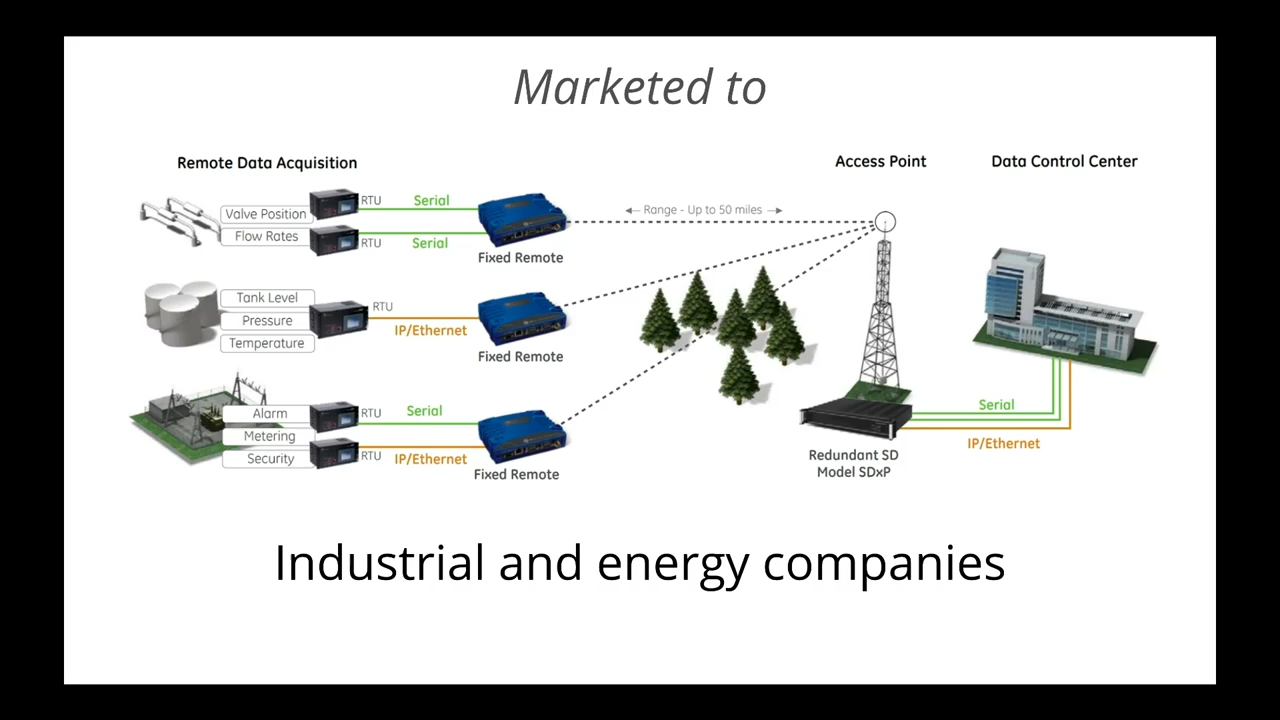 Marketed to
Remote Data Acquisition
Access Point
Data Control Center
Valve Position
RTU
Serial
Flow Rates
RTU
Serial
Fixed Remote
Range - Up to 50 miles
Tank Level
Pressure
Temperature
RTU
IP/Ethernet
Fixed Remote
Alarm
RTU
Serial
Metering
Security
RTU
IP/Ethernet
Fixed Remote
Serial
IP/Ethernet
Redundant SD
Model SDxP
Industrial and energy companies